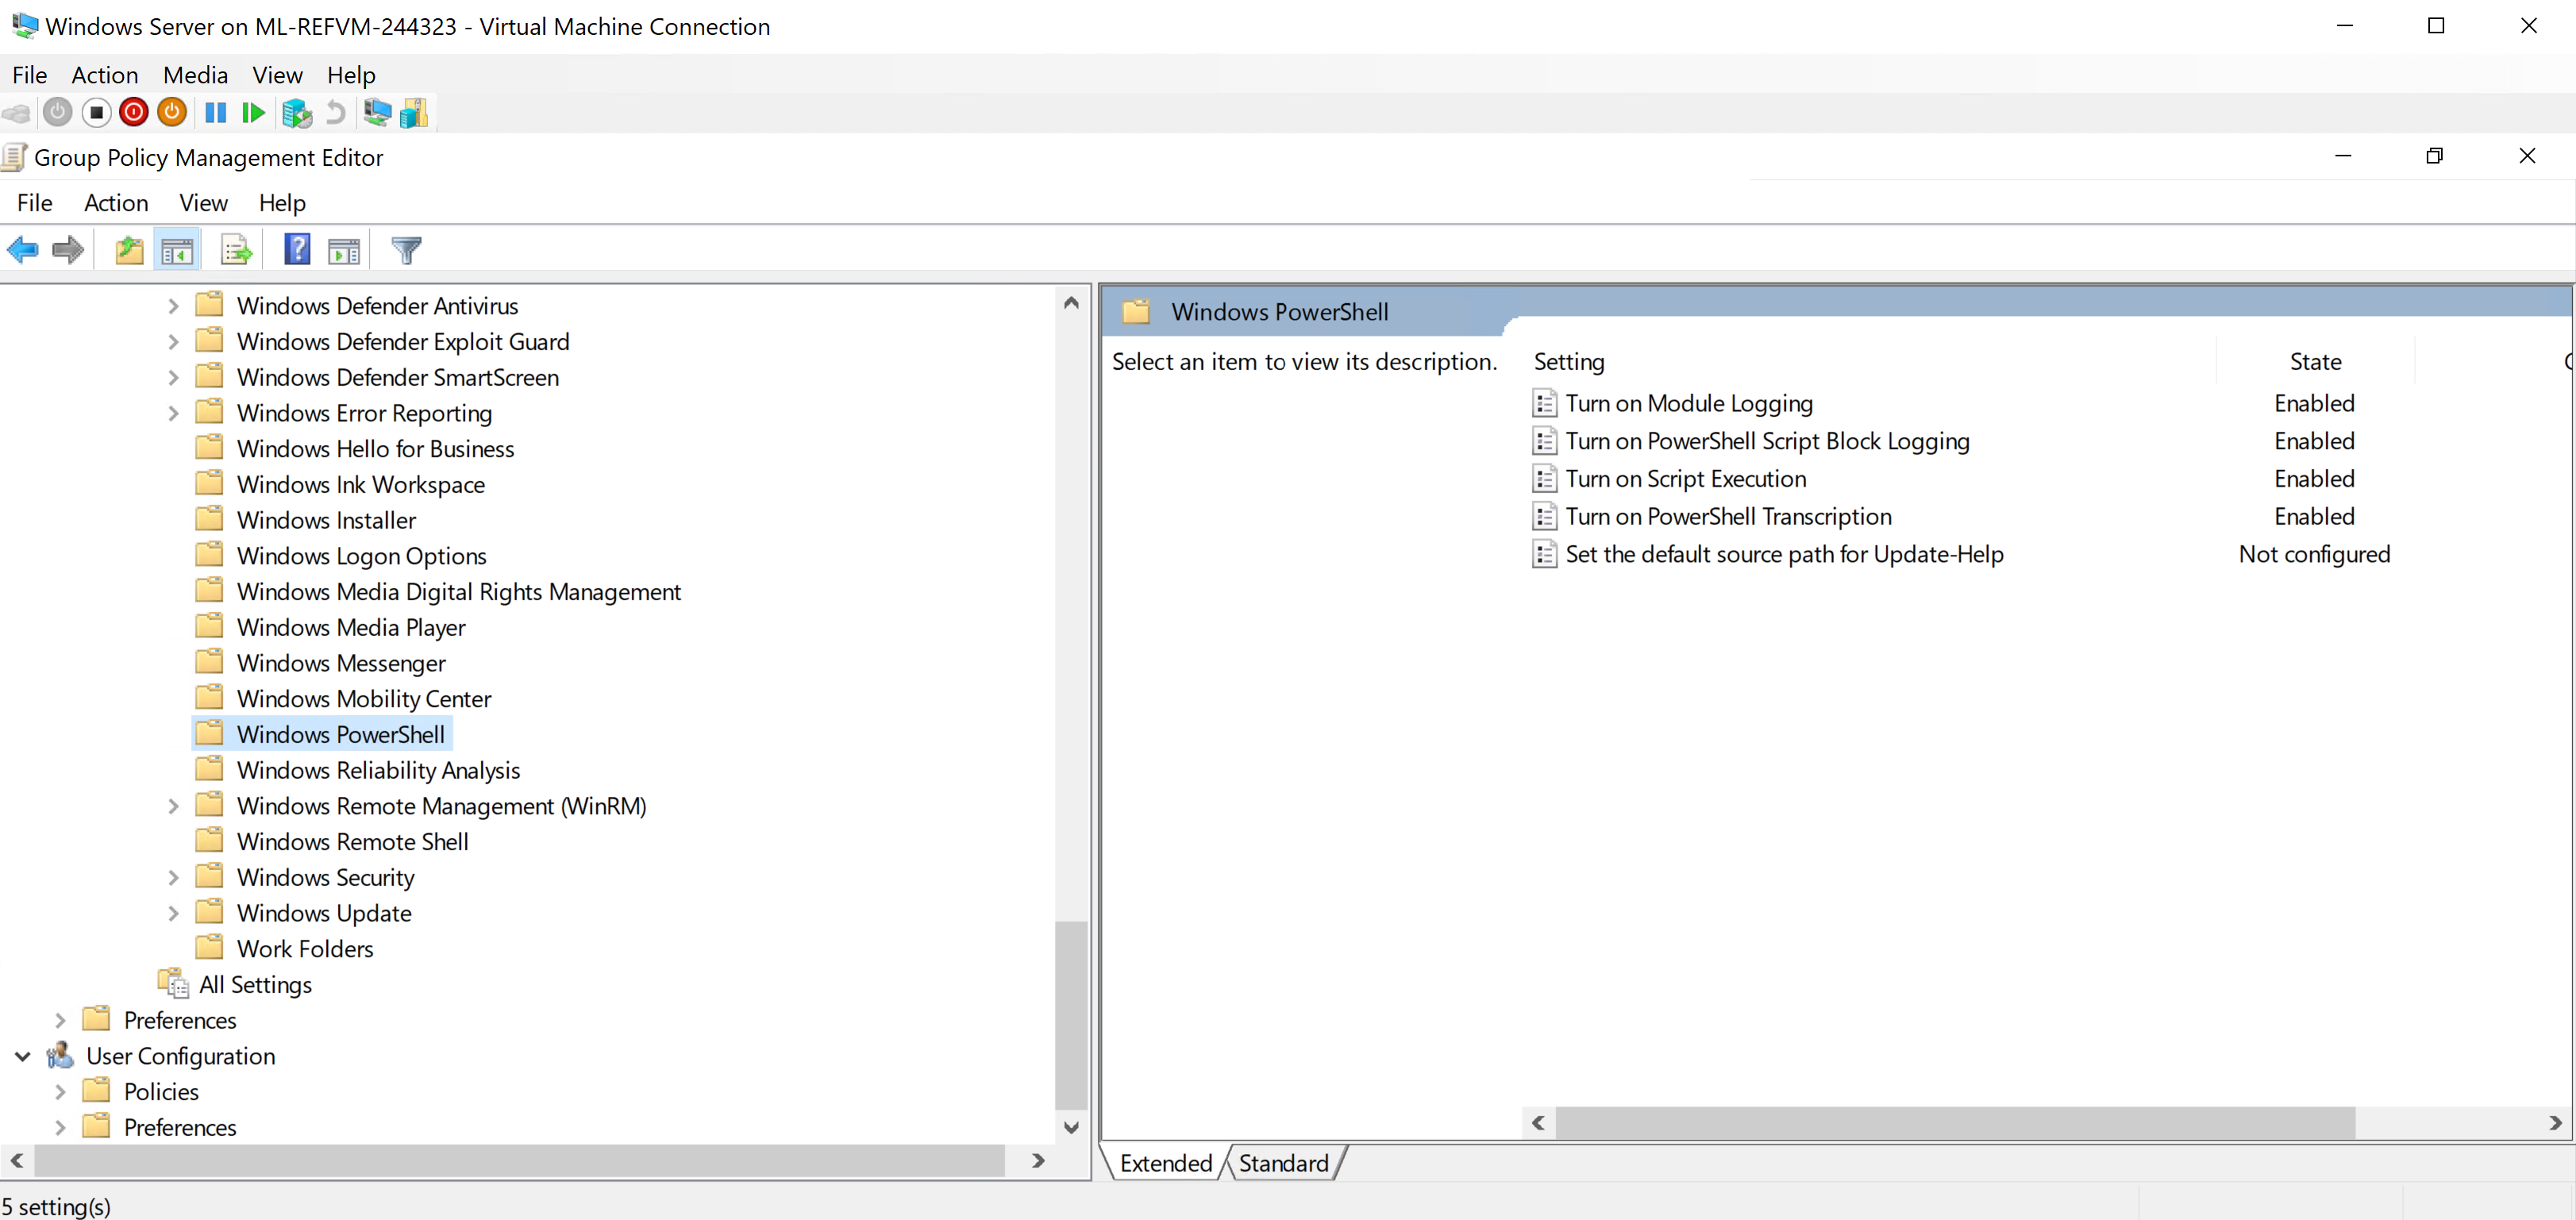 Windows Server on ML-REFVM-244323 - Virtual Machine Connection
File Action Media View Help
Group Policy Management Editor
File Action View Help
Windows Defender Antivirus
Windows Defender Exploit Guard
Windows Defender SmartScreen
Windows Error Reporting
Windows Hello for Business
Windows Ink Workspace
Windows Installer
Windows Logon Options
Windows Media Digital Rights Management
Windows Media Player
Windows Messenger
Windows Mobility Center
Windows PowerShell
Windows Reliability Analysis
Windows Remote Management (WinRM)
Windows Remote Shell
Windows Security
Windows Update
Work Folders
All Settings
Preferences
User Configuration
Policies
Preferences
Windows PowerShell
Select an item to view its description.
Setting State
Turn on Module Logging Enabled
Turn on PowerShell Script Block Logging Enabled
Turn on Script Execution Enabled
Turn on PowerShell Transcription Enabled
Set the default source path for Update-Help Not configured
Extended Standard
5 setting(s)